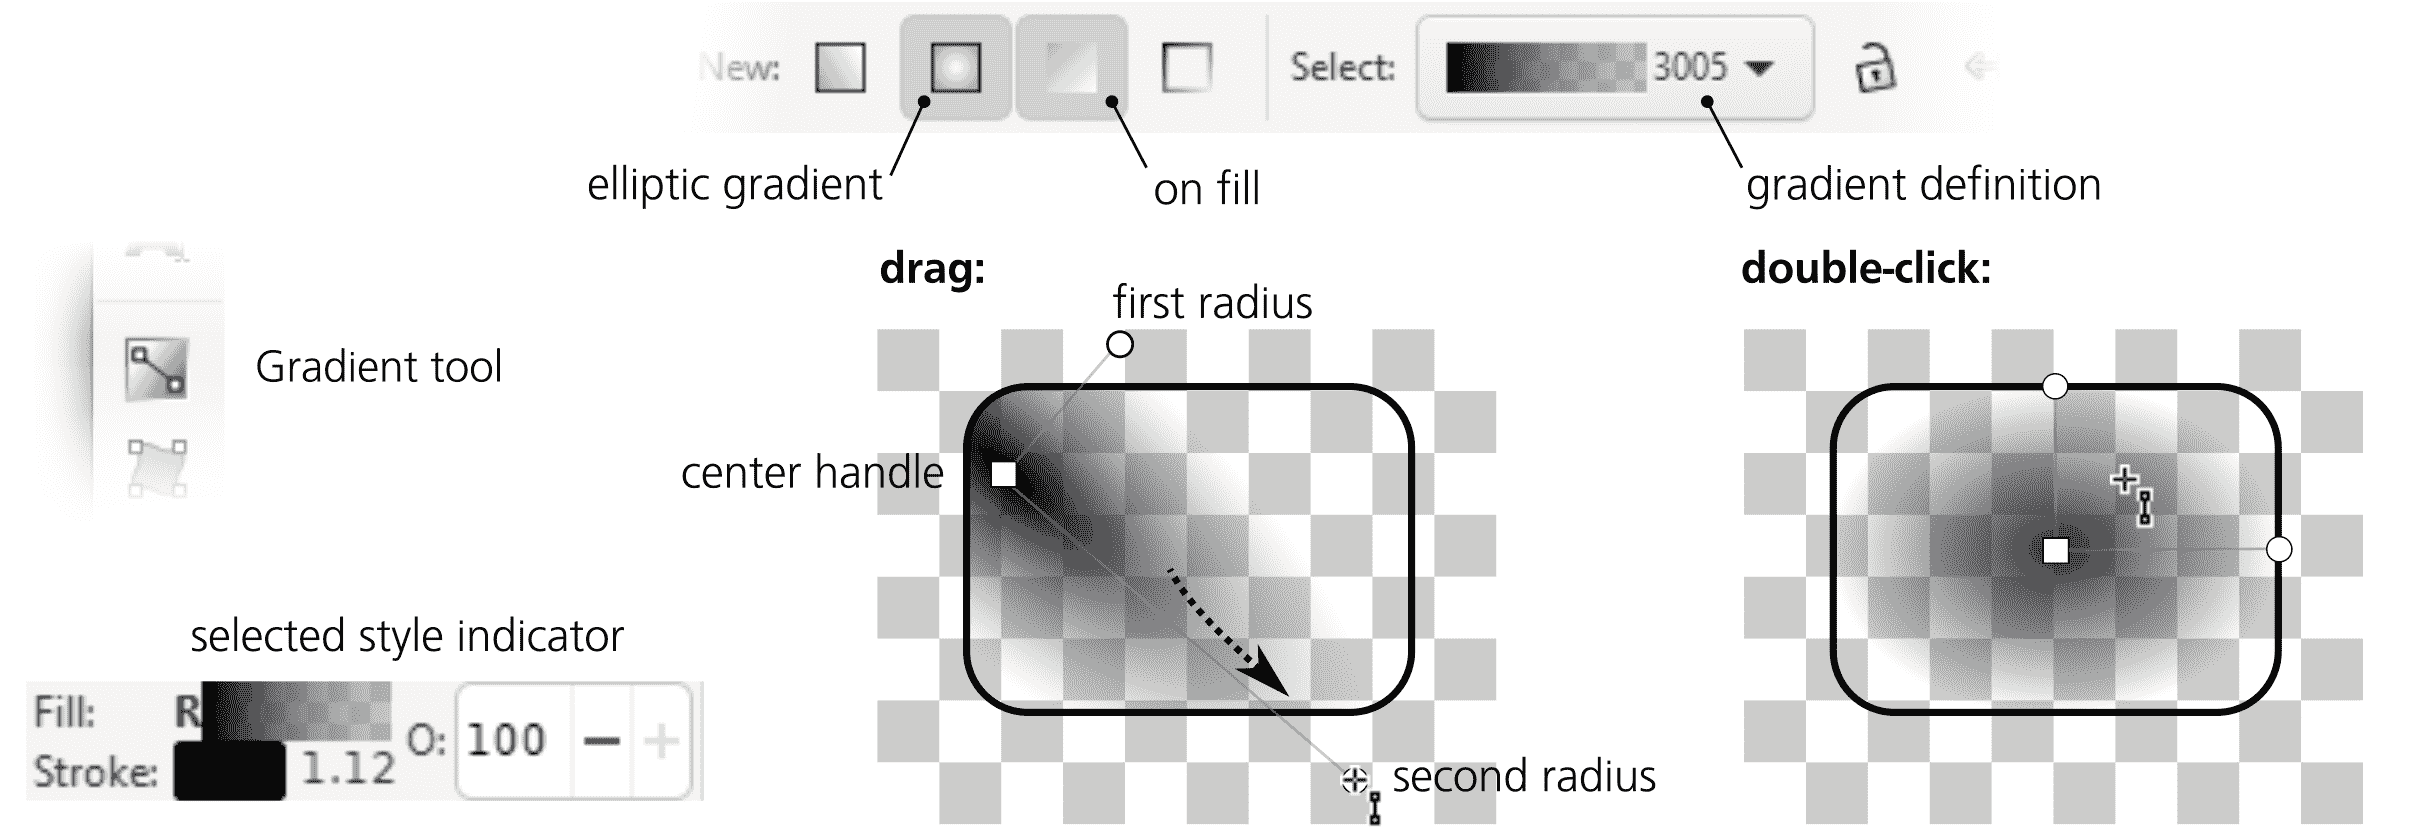 New:
Select:
3005
elliptic gradient
on fill
gradient definition
drag:
double-click:
first radius
Gradient tool
center handle
selected style indicator
Fill:
R
O:
100
Stroke:
1.12
second radius